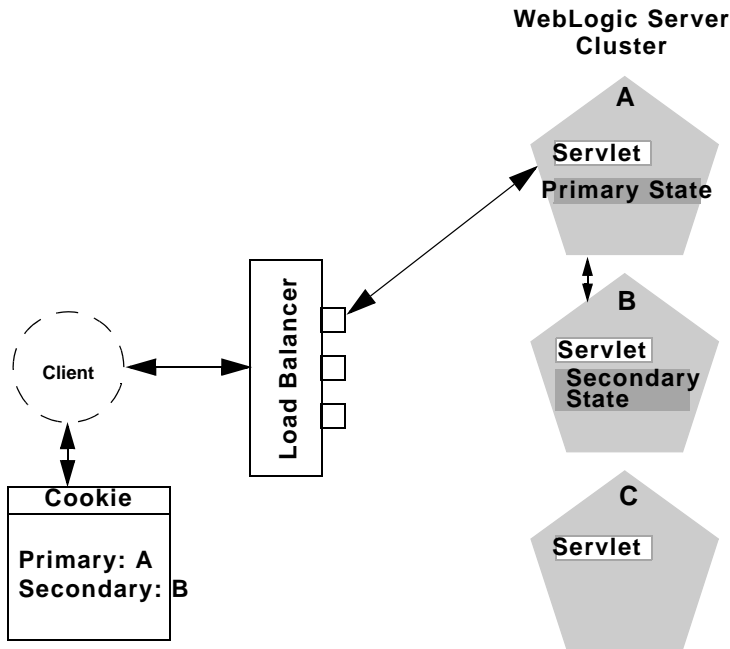 WebLogic Server
Cluster
A
Servlet
Primary State
B
Servlet
Secondary
State
C
Servlet
Load Balancer
Client
Cookie
Primary: A
Secondary: B